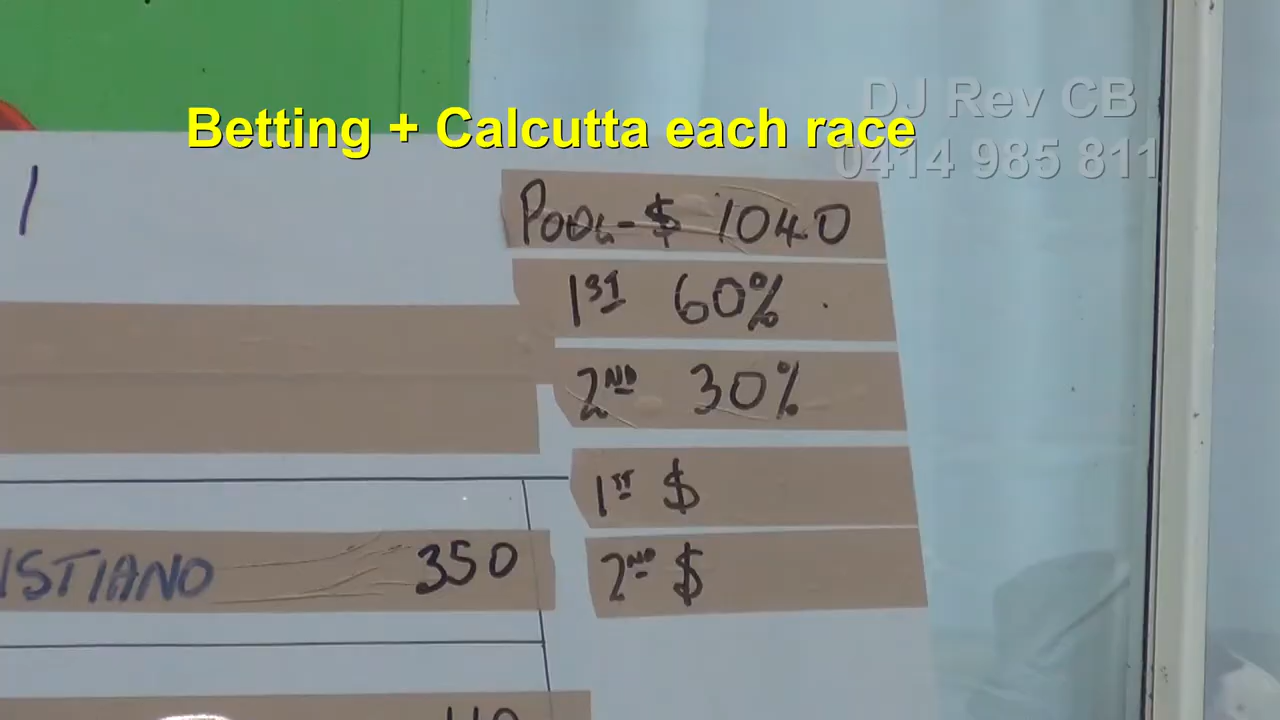 DJ Rev CB
Betting + Calcutta each race
0414 985 811
1
POOL-$ 1040
1ST 60%
2ND 30%
1ST $
ISTIANO 350
2ND $